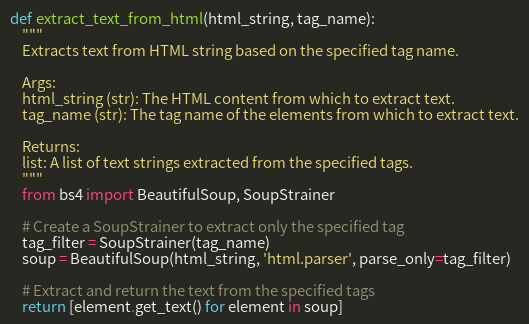 def extract_text_from_html(html_string, tag_name):
    """
    Extracts text from HTML string based on the specified tag name.

    Args:
    html_string (str): The HTML content from which to extract text.
    tag_name (str): The tag name of the elements from which to extract text.

    Returns:
    list: A list of text strings extracted from the specified tags.
    """
    from bs4 import BeautifulSoup, SoupStrainer

    # Create a SoupStrainer to extract only the specified tag
    tag_filter = SoupStrainer(tag_name)
    soup = BeautifulSoup(html_string, 'html.parser', parse_only=tag_filter)

    # Extract and return the text from the specified tags
    return [element.get_text() for element in soup]